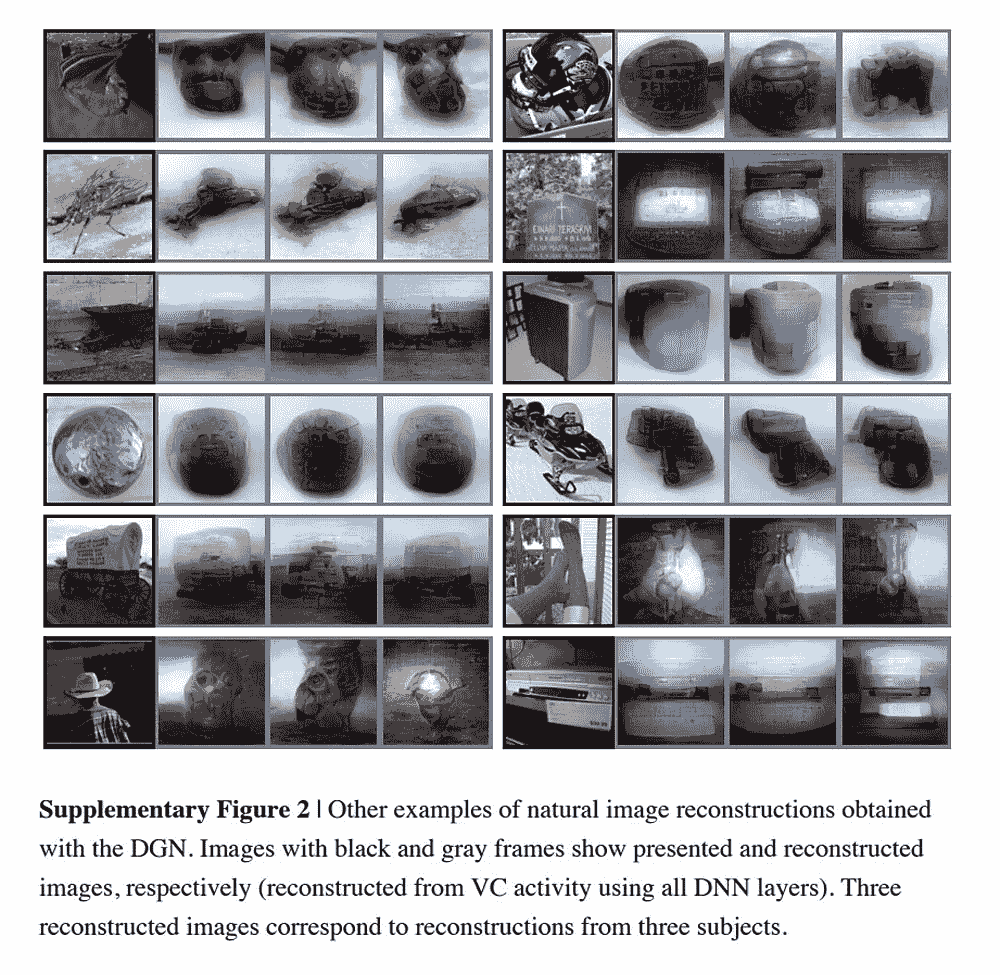 EINARI TERÄSKIVI
Supplementary Figure 2 | Other examples of natural image reconstructions obtained
with the DGN. Images with black and gray frames show presented and reconstructed
images, respectively (reconstructed from VC activity using all DNN layers). Three
reconstructed images correspond to reconstructions from three subjects.